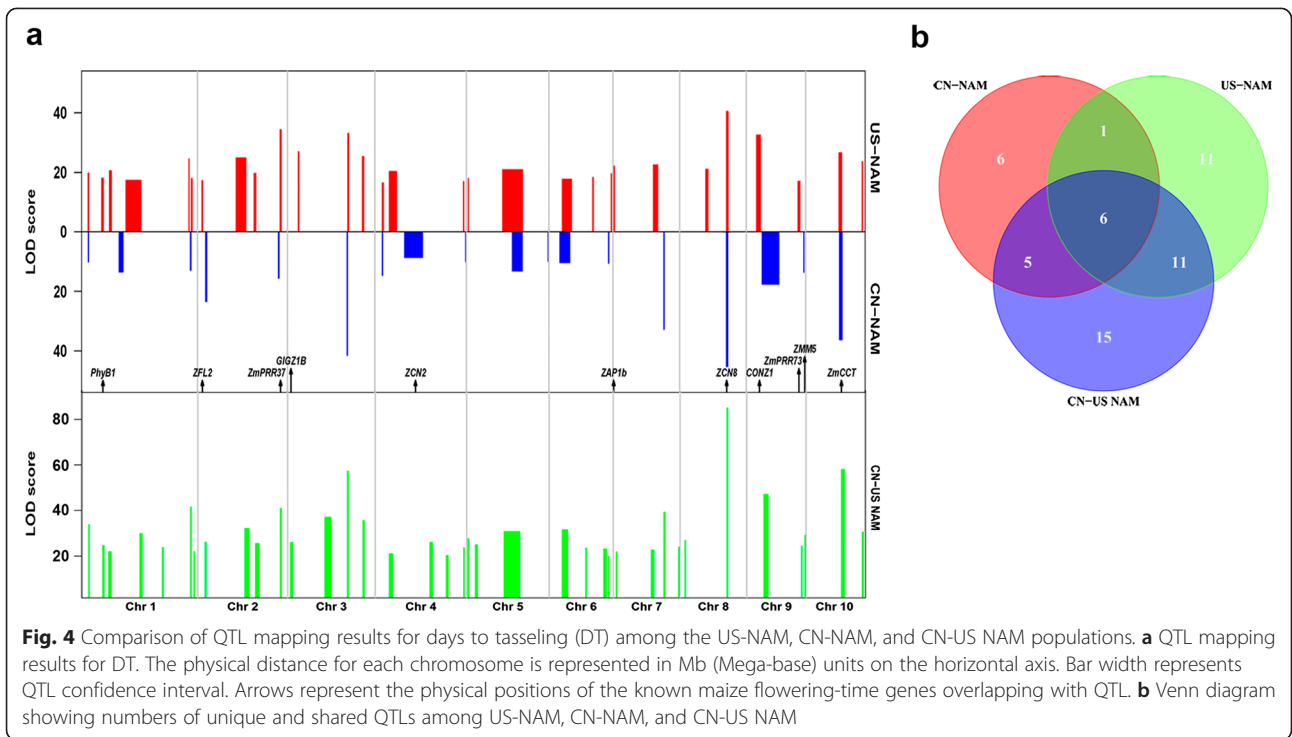 a
b
40
20
0
20
40
LOD score
LOD score
US-NAM
CN-NAM
PhyB1
ZFL2
ZmPRR37
GIGZ1B
ZCN2
ZAP1b
ZCN8
CONZ1
ZmPRR73
ZMM5
ZmCCT
80
60
40
20
LOD score
CN-US NAM
Chr 1 Chr 2 Chr 3 Chr 4 Chr 5 Chr 6 Chr 7 Chr 8 Chr 9 Chr 10
CN-NAM
US-NAM
1
6
11
6
5
11
15
CN-US NAM
Fig. 4 Comparison of QTL mapping results for days to tasseling (DT) among the US-NAM, CN-NAM, and CN-US NAM populations. a QTL mapping
results for DT. The physical distance for each chromosome is represented in Mb (Mega-base) units on the horizontal axis. Bar width represents
QTL confidence interval. Arrows represent the physical positions of the known maize flowering-time genes overlapping with QTL. b Venn diagram
showing numbers of unique and shared QTLs among US-NAM, CN-NAM, and CN-US NAM